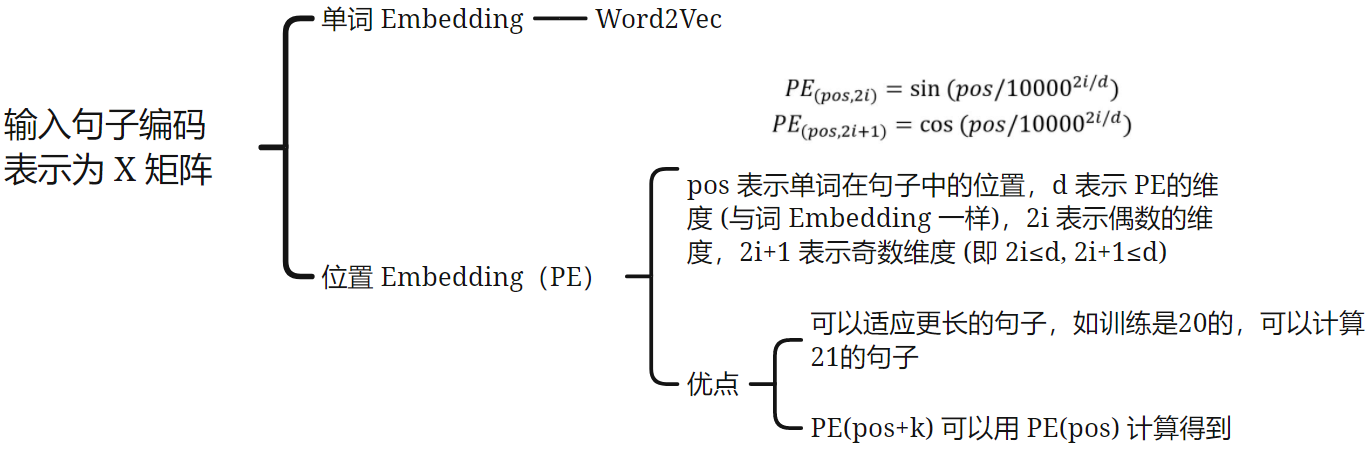 单词 Embedding
Word2Vec
输入句子编码
表示为 X 矩阵
PE(pos,2i) = sin (pos/10000^2i/d)
PE(pos,2i+1) = cos (pos/10000^2i/d)
位置 Embedding（PE）
pos 表示单词在句子中的位置，d 表示 PE的维
度 (与词 Embedding 一样)，2i 表示偶数的维
度，2i+1 表示奇数维度 (即 2i≤d, 2i+1≤d)
优点
可以适应更长的句子，如训练是20的，可以计算
21的句子
PE(pos+k) 可以用 PE(pos) 计算得到